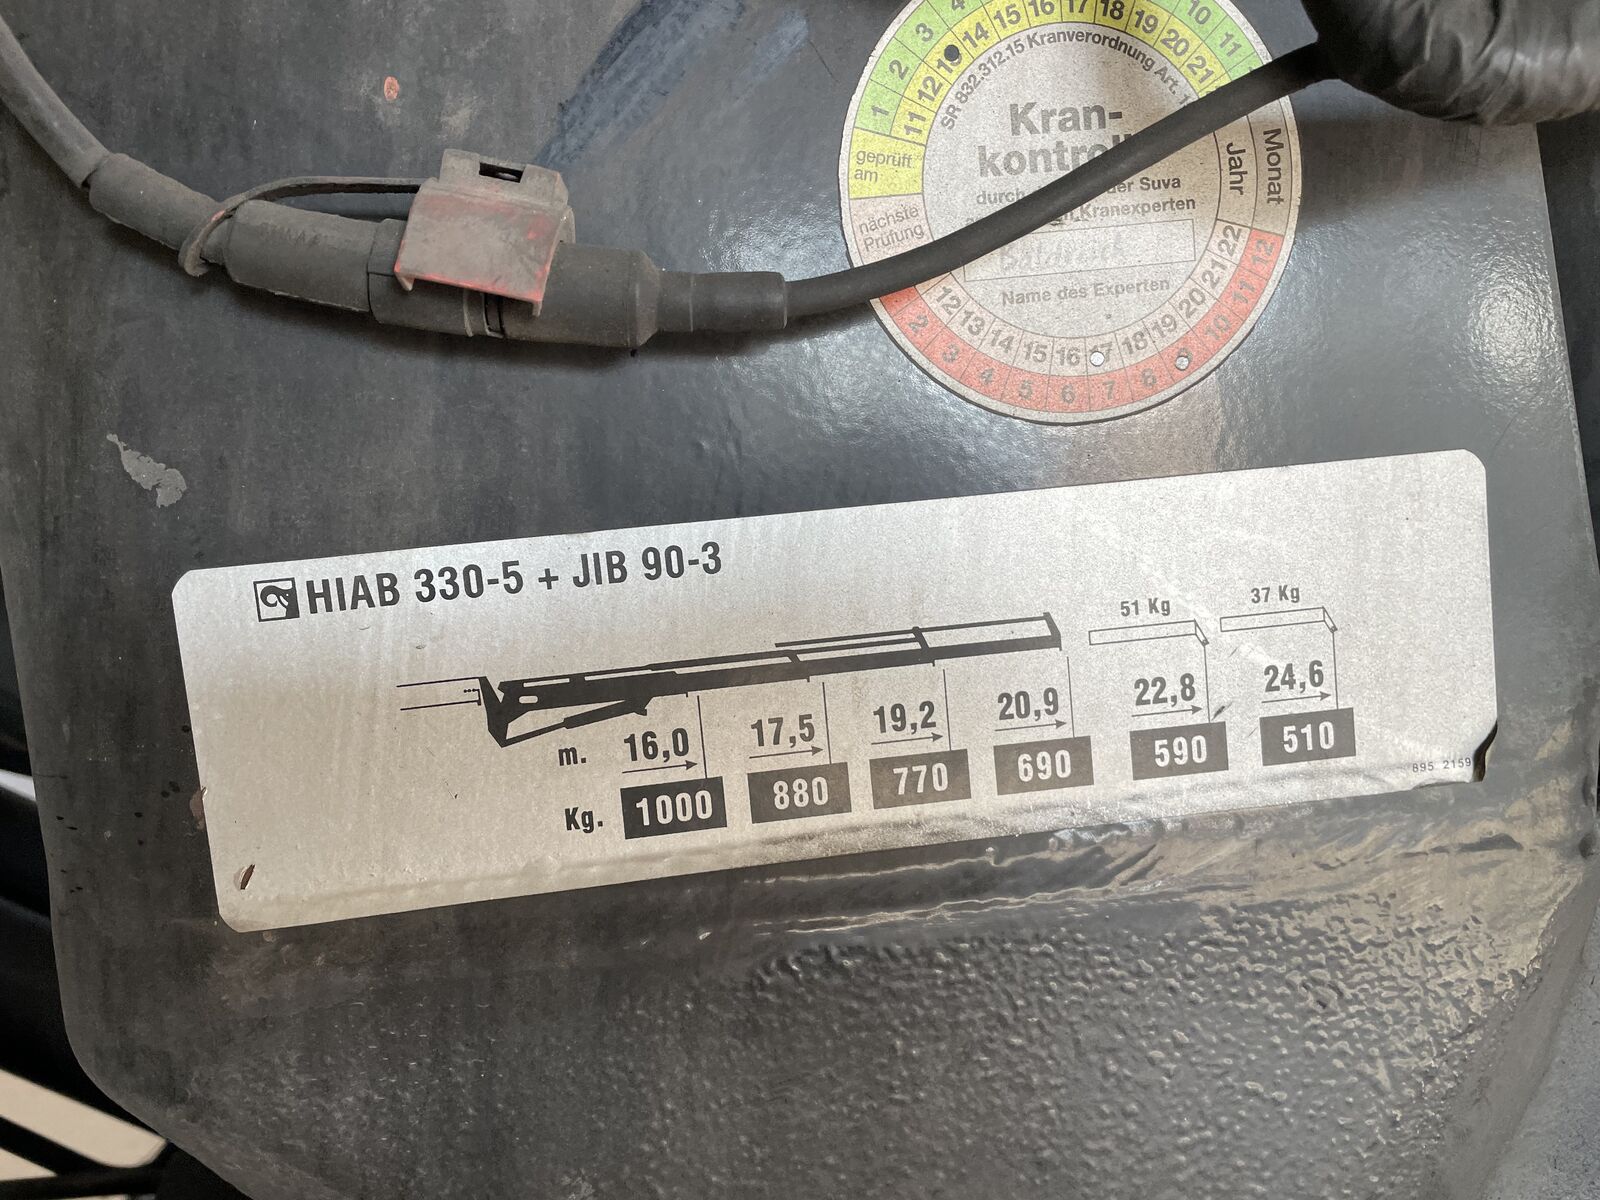 1 2 3 4 10 11
11 12 13 14 15 16 17 18 19 20 21
SR 832.312.15 Kranverordnung Art.
Kran-
geprüft
am
durch der Suva
Kranexperten
nächste
Prüfung
Monat
Jahr
Name des Experten
12 13 14 15 16 17 18 19 20 21 22
2 3 4 5 6 7 8 9 10 11 12
HIAB 330-5 + JIB 90-3
51 Kg 37 Kg
m. 16,0 17,5 19,2 20,9 22,8 24,6
Kg. 1000 880 770 690 590 510
895 2159